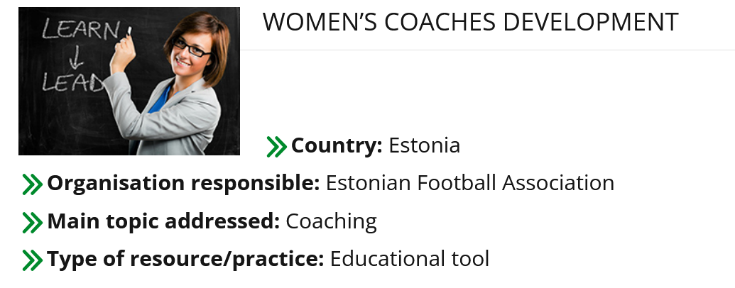 LEARN
LEAD
WOMEN’S COACHES DEVELOPMENT
Country: Estonia
Organisation responsible: Estonian Football Association
Main topic addressed: Coaching
Type of resource/practice: Educational tool